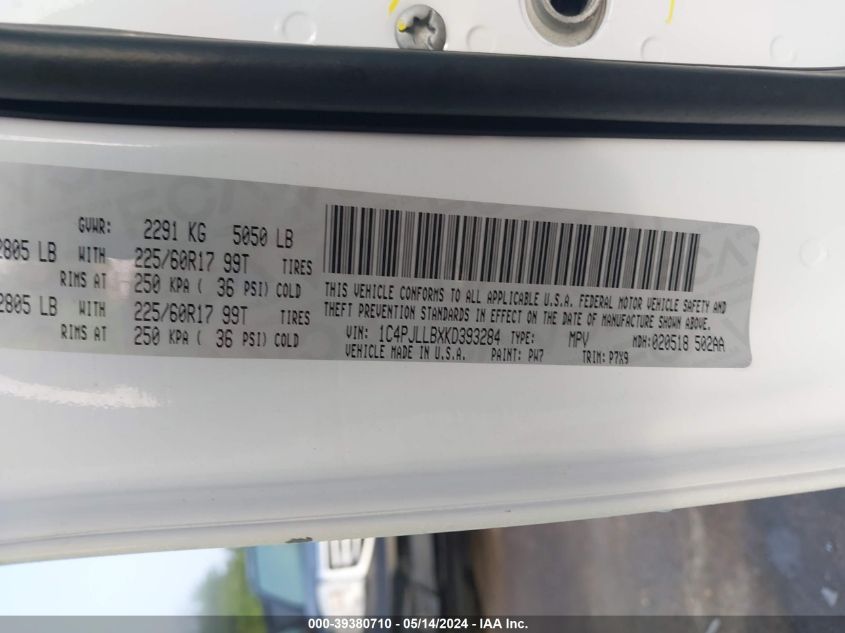 GVWR: 2291 KG 5050 LB
2805 LB WITH 225/60R17 99T TIRES
RIMS AT 250 KPA ( 36 PSI) COLD
2805 LB WITH 225/60R17 99T TIRES
RIMS AT 250 KPA ( 36 PSI) COLD
THIS VEHICLE CONFORMS TO ALL APPLICABLE U.S.A. FEDERAL MOTOR VEHICLE SAFETY AND
THEFT PREVENTION STANDARDS IN EFFECT ON THE DATE OF MANUFACTURE SHOWN ABOVE.
VIN: 1C4PJLLBXKD393284 TYPE: MPV MDH:020518 502AA
VEHICLE MADE IN U.S.A. PAINT: PW7 TRIM: P7X9
000-39380710 — 05/14/2024 — IAA Inc.